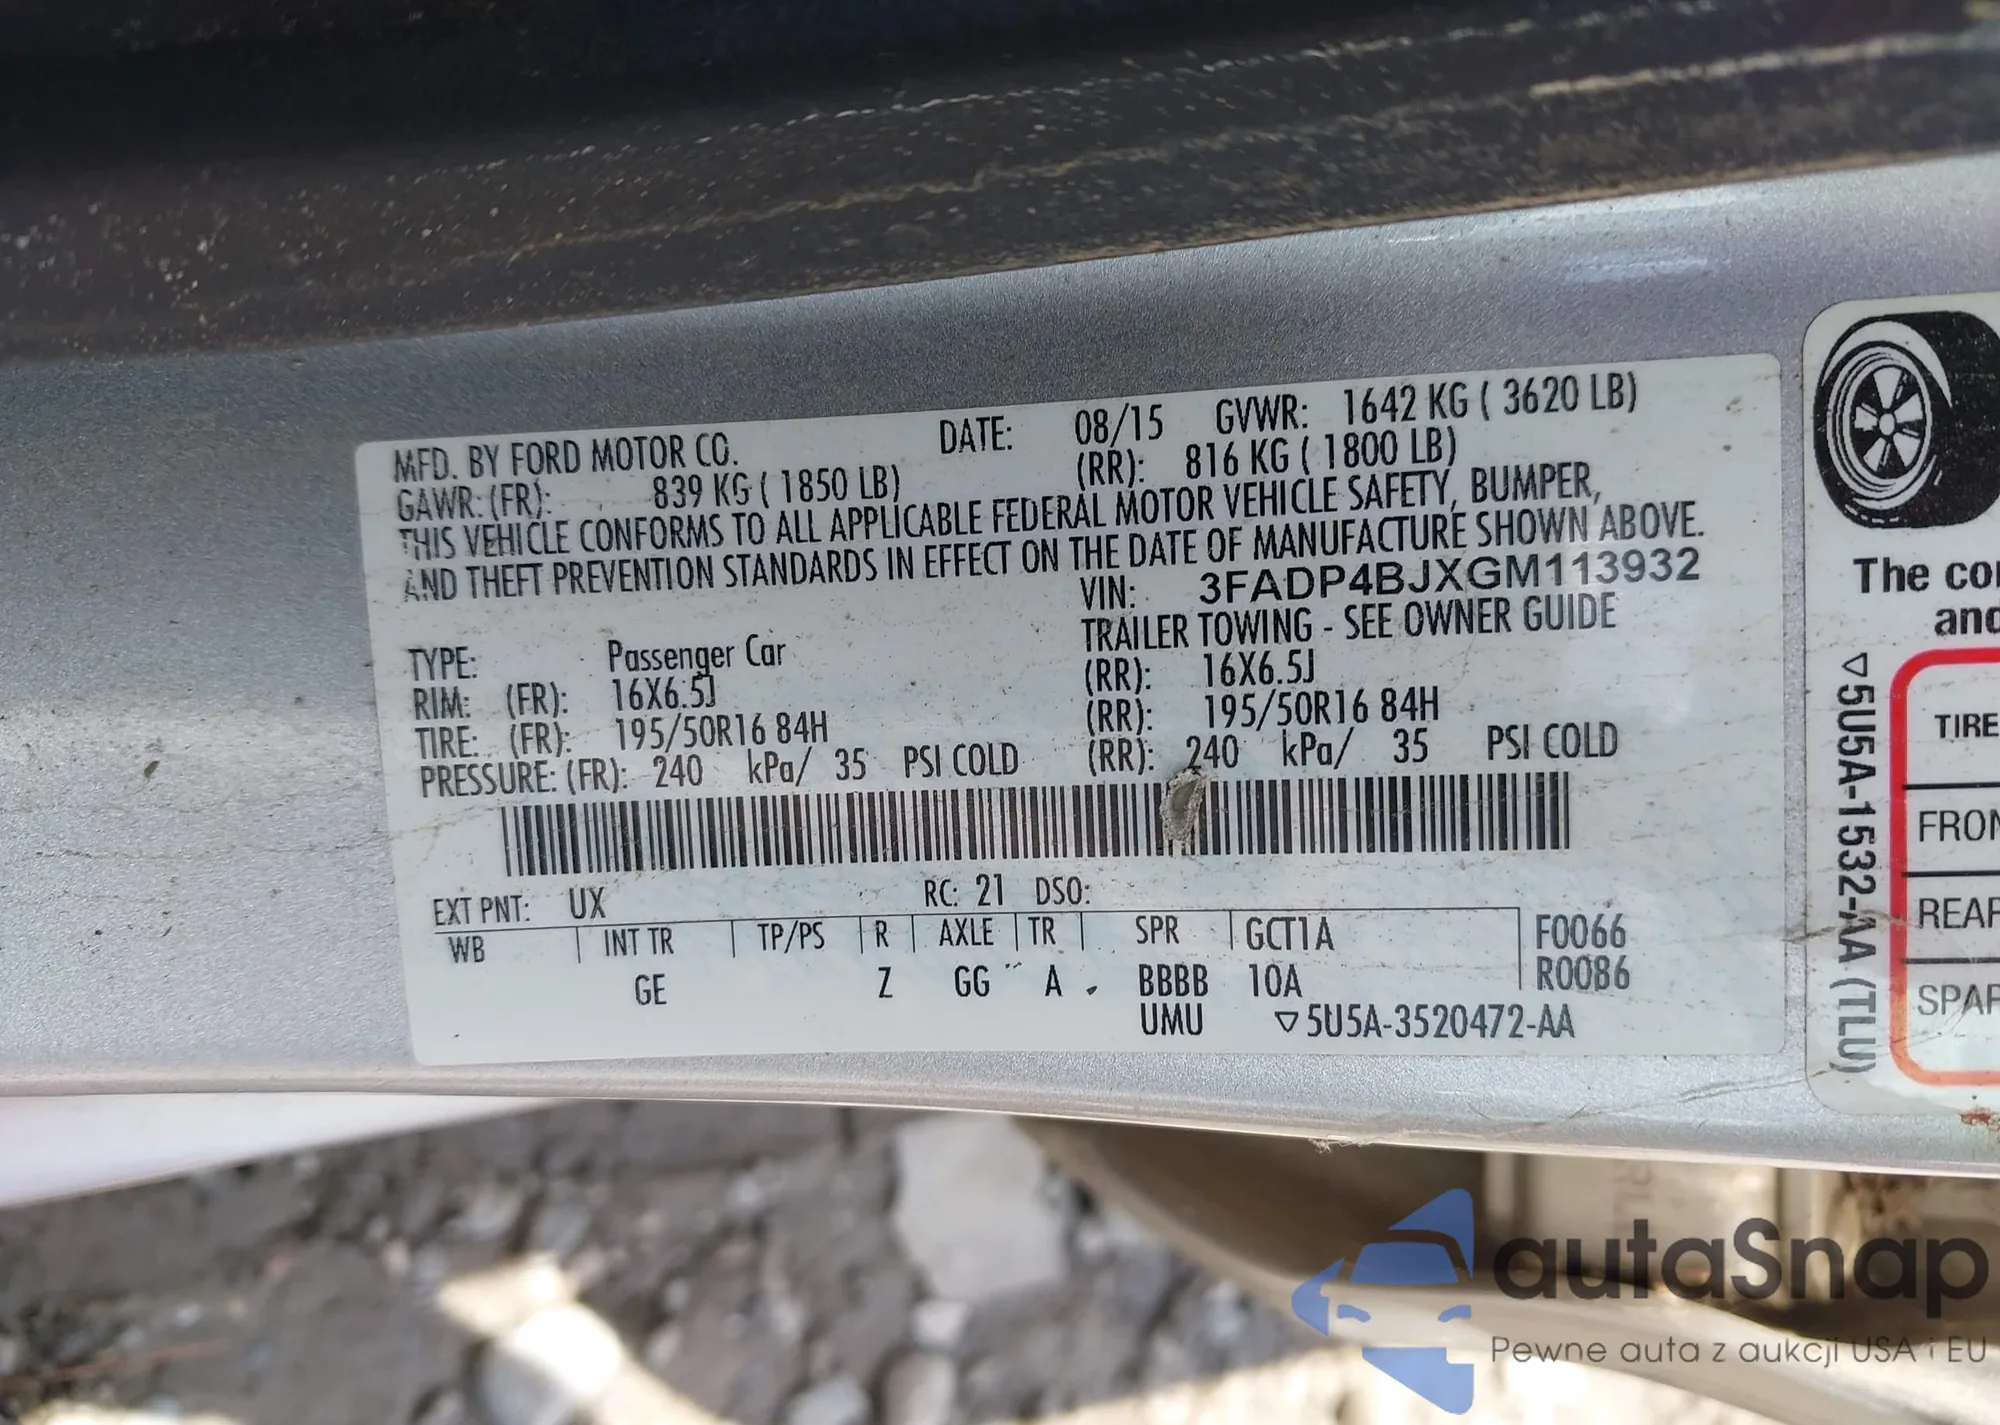 MFD. BY FORD MOTOR CO. DATE: 08/15 GVWR: 1642 KG ( 3620 LB)
GAWR: (FR): 839 KG ( 1850 LB) (RR): 816 KG ( 1800 LB)
THIS VEHICLE CONFORMS TO ALL APPLICABLE FEDERAL MOTOR VEHICLE SAFETY, BUMPER,
AND THEFT PREVENTION STANDARDS IN EFFECT ON THE DATE OF MANUFACTURE SHOWN ABOVE.
VIN: 3FADP4BJXGM113932
TRAILER TOWING - SEE OWNER GUIDE
TYPE: Passenger Car
RIM: (FR): 16X6.5J (RR): 16X6.5J
TIRE: (FR): 195/50R16 84H (RR): 195/50R16 84H
PRESSURE: (FR): 240 kPa/ 35 PSI COLD (RR): 240 kPa/ 35 PSI COLD
EXT PNT: UX RC: 21 DSO:
WB INT TR TP/PS R AXLE TR SPR GCT1A F0066
GE Z GG A BBBB 10A R0086
UMU ▽5U5A-3520472-AA
The
and
▽5U5A-1532-AA (TLU)
TIRE
FRON
REAR
SPAR
autaSnap
Pewne auta z aukcji USA i EU